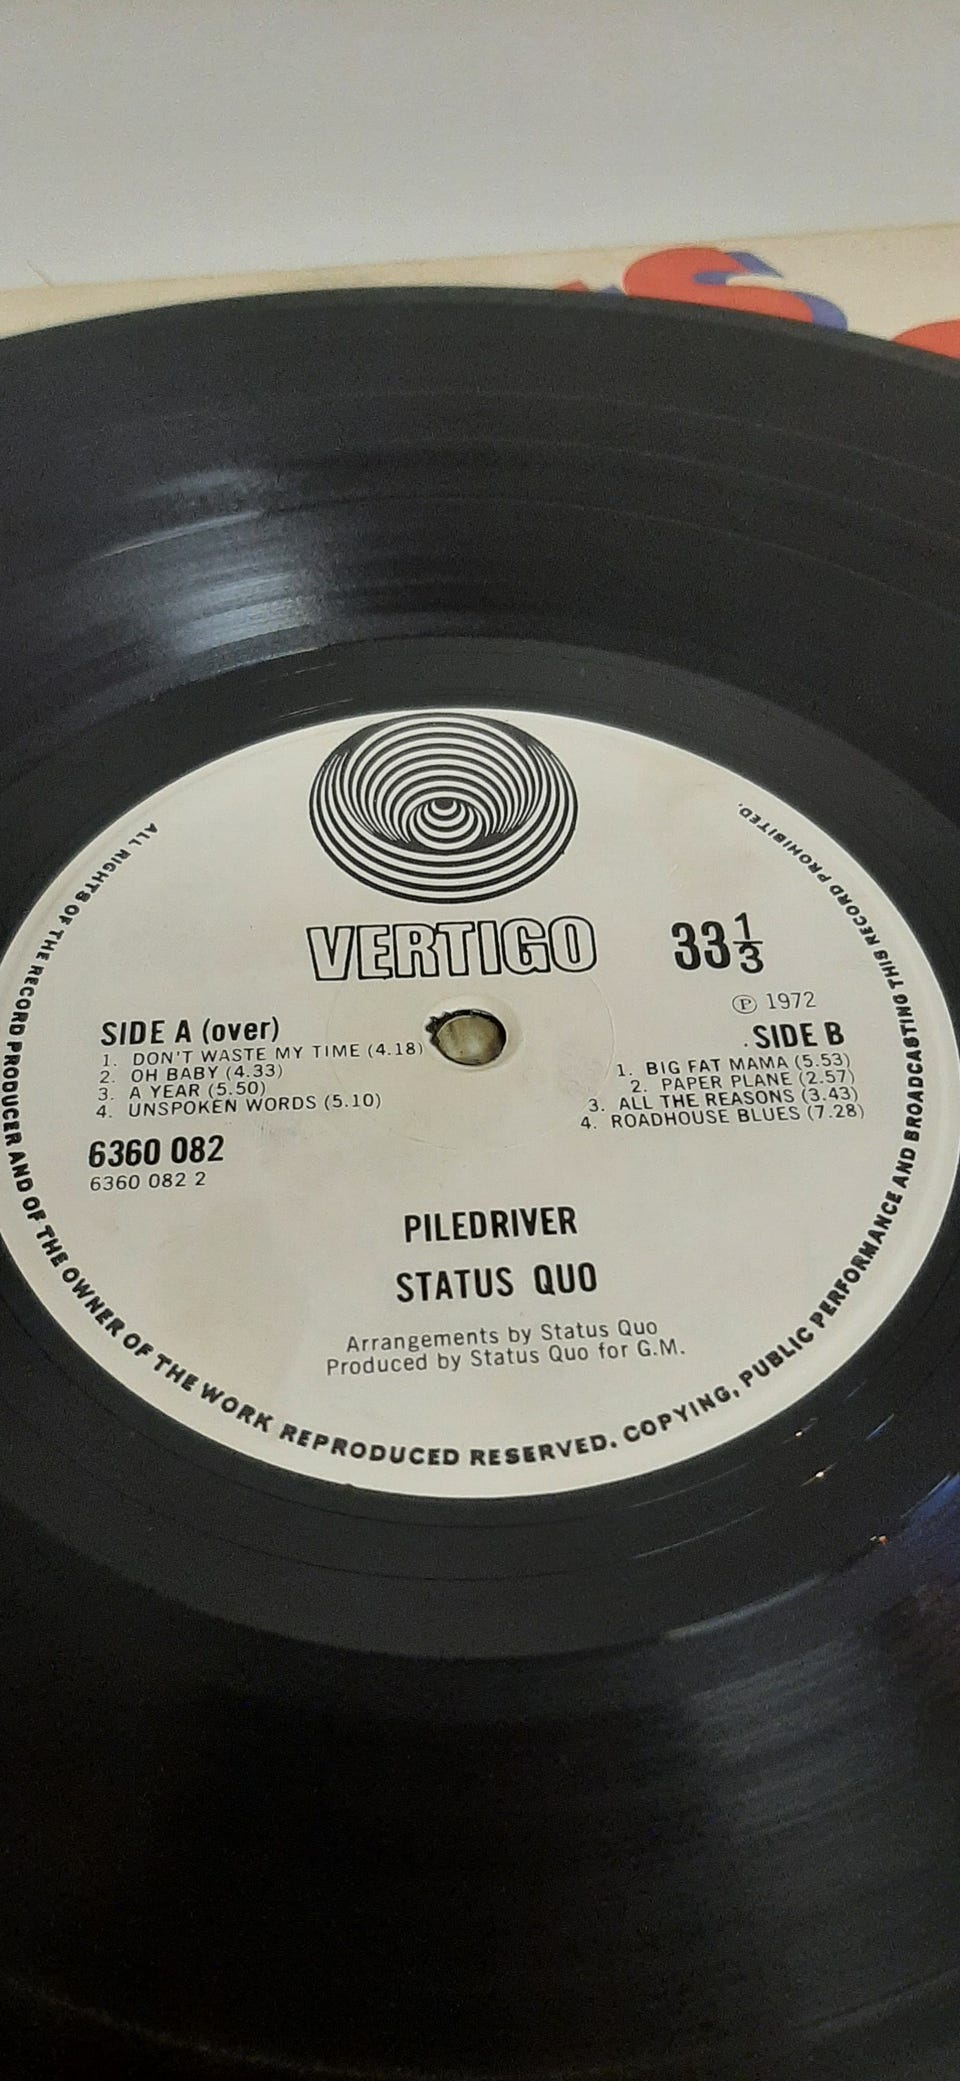 VERTIGO
33 1/3
Ⓟ 1972
SIDE A (over)
1. DON'T WASTE MY TIME (4.18)
2. OH BABY (4.33)
3. A YEAR (5.50)
4. UNSPOKEN WORDS (5.10)
6360 082
6360 082 2
. SIDE B
1. BIG FAT MAMA (5.53)
2. PAPER PLANE (2.57)
3. ALL THE REASONS (3.43)
4. ROADHOUSE BLUES (7.28)
PILEDRIVER
STATUS QUO
Arrangements by Status Quo
Produced by Status Quo for G.M.
ALL RIGHTS OF THE RECORD PRODUCER AND OF THE OWNER OF THE WORK REPRODUCED RESERVED. COPYING, PUBLIC PERFORMANCE AND BROADCASTING THIS RECORD PROHIBITED.